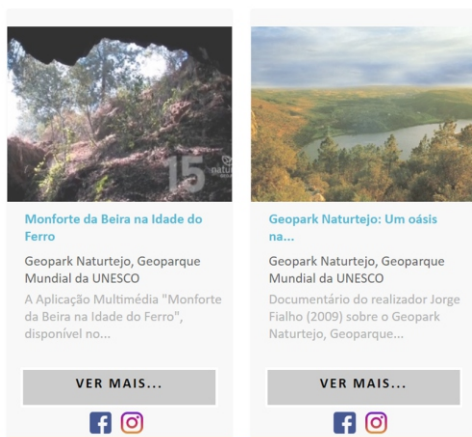 15
Monforte da Beira na Idade do
Ferro
Geopark Naturtejo, Geoparque
Mundial da UNESCO
A Aplicação Multimédia "Monforte
da Beira na Idade do Ferro",
disponível no...
VER MAIS...
Geopark Naturtejo: Um oásis
na...
Geopark Naturtejo, Geoparque
Mundial da UNESCO
Documentário do realizador Jorge
Fialho (2009) sobre o Geopark
Naturtejo, Geoparque...
VER MAIS...